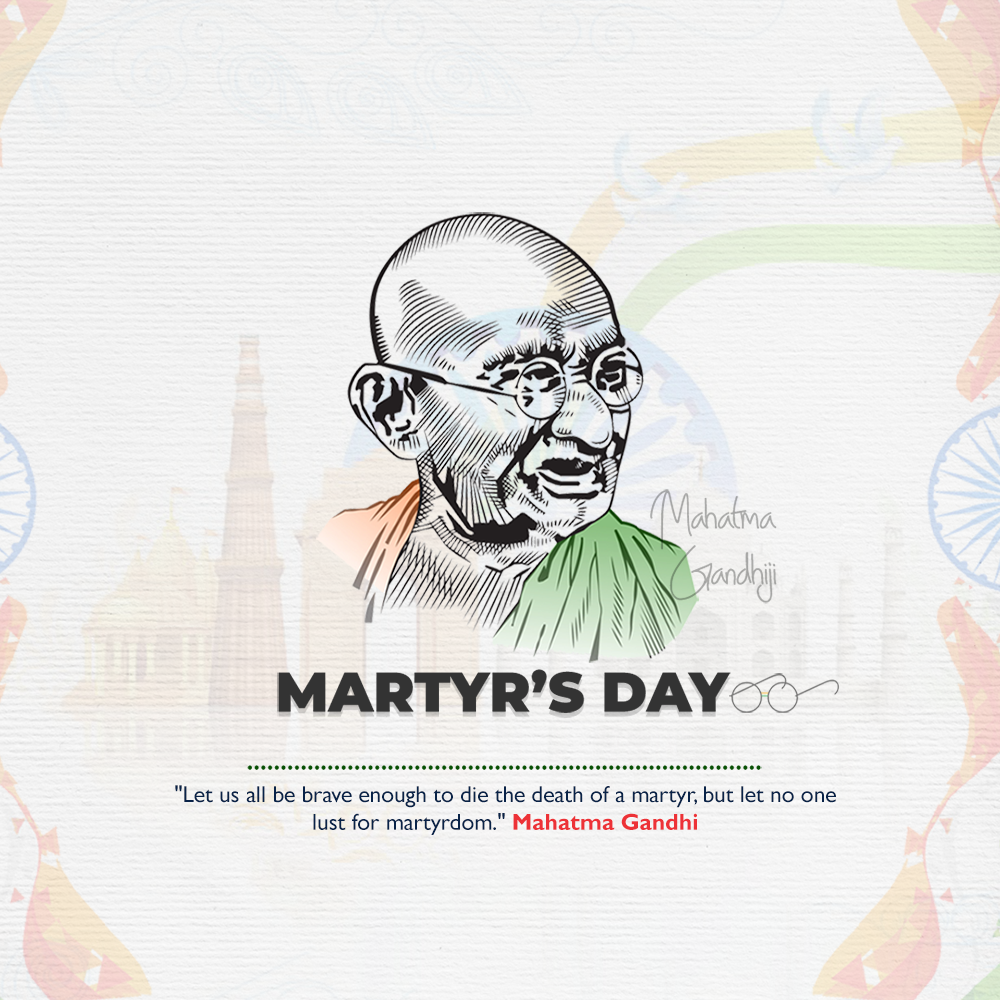 Mahatma
Gandhiji
MARTYR'S DAY
"Let us all be brave enough to die the death of a martyr, but let no one
lust for martyrdom." Mahatma Gandhi